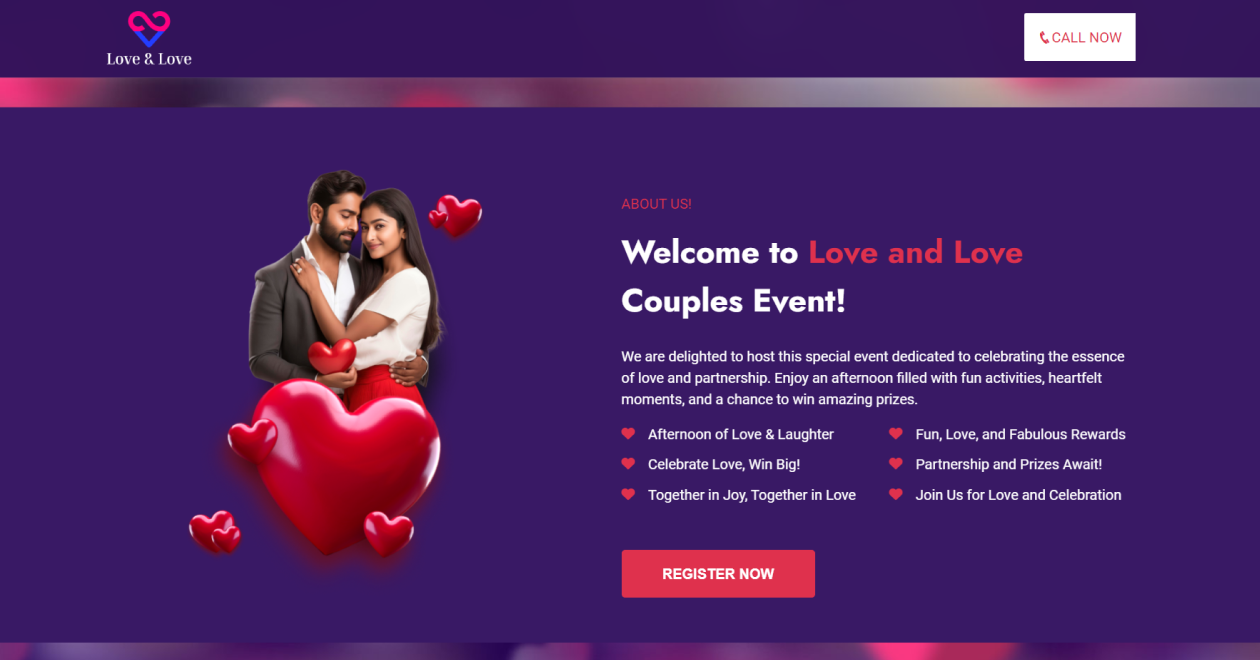 Love & Love
CALL NOW
ABOUT US!
Welcome to Love and Love
Couples Event!
We are delighted to host this special event dedicated to celebrating the essence
of love and partnership. Enjoy an afternoon filled with fun activities, heartfelt
moments, and a chance to win amazing prizes.
Afternoon of Love & Laughter
Fun, Love, and Fabulous Rewards
Celebrate Love, Win Big!
Partnership and Prizes Await!
Together in Joy, Together in Love
Join Us for Love and Celebration
REGISTER NOW